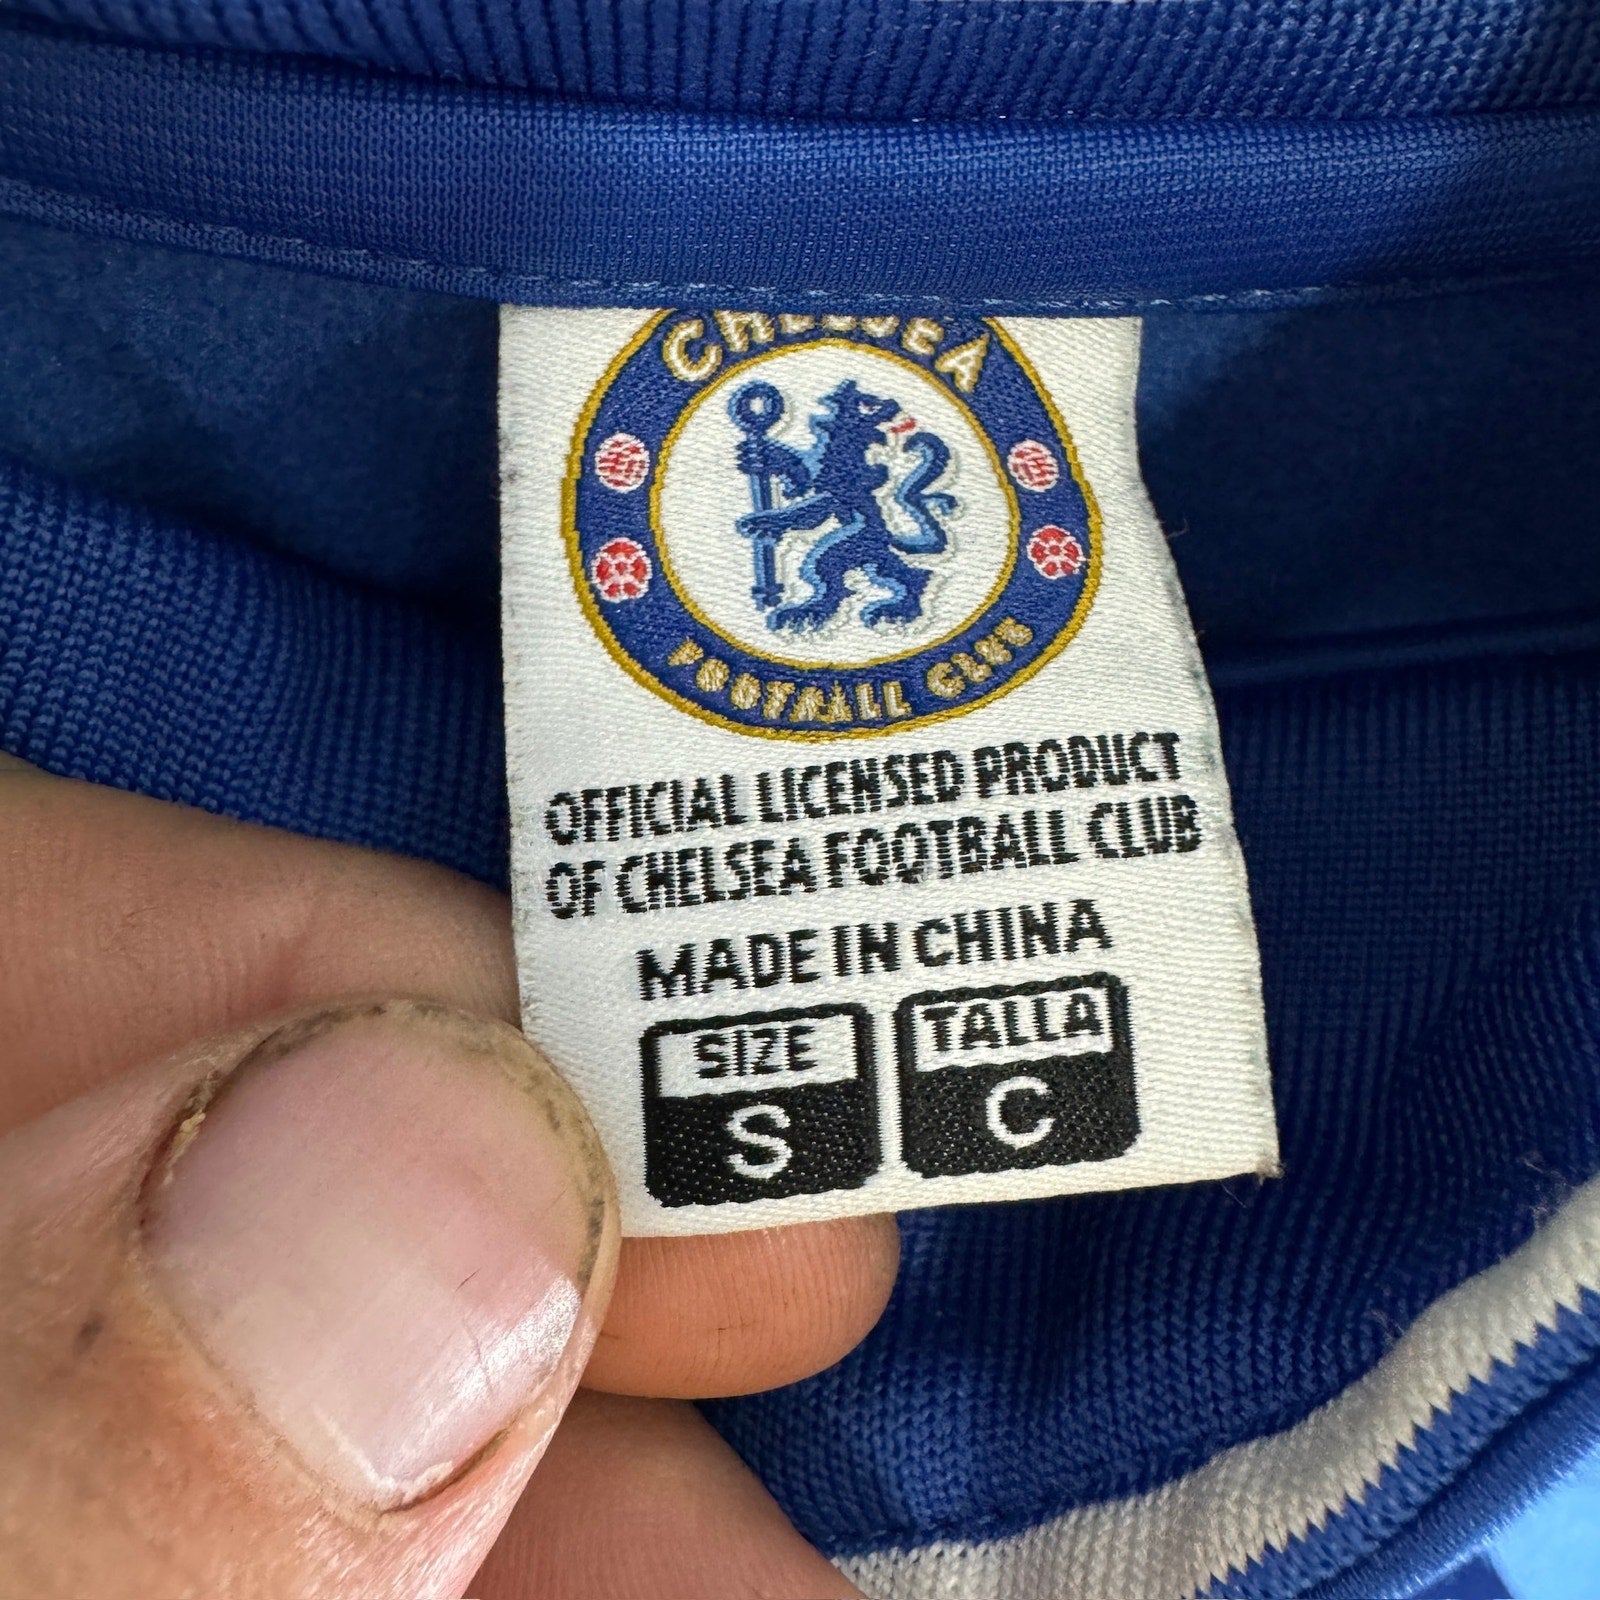 CHELSEA
FOOTBALL CLUB
OFFICIAL LICENSED PRODUCT
OF CHELSEA FOOTBALL CLUB
MADE IN CHINA
SIZE TALLA
S C